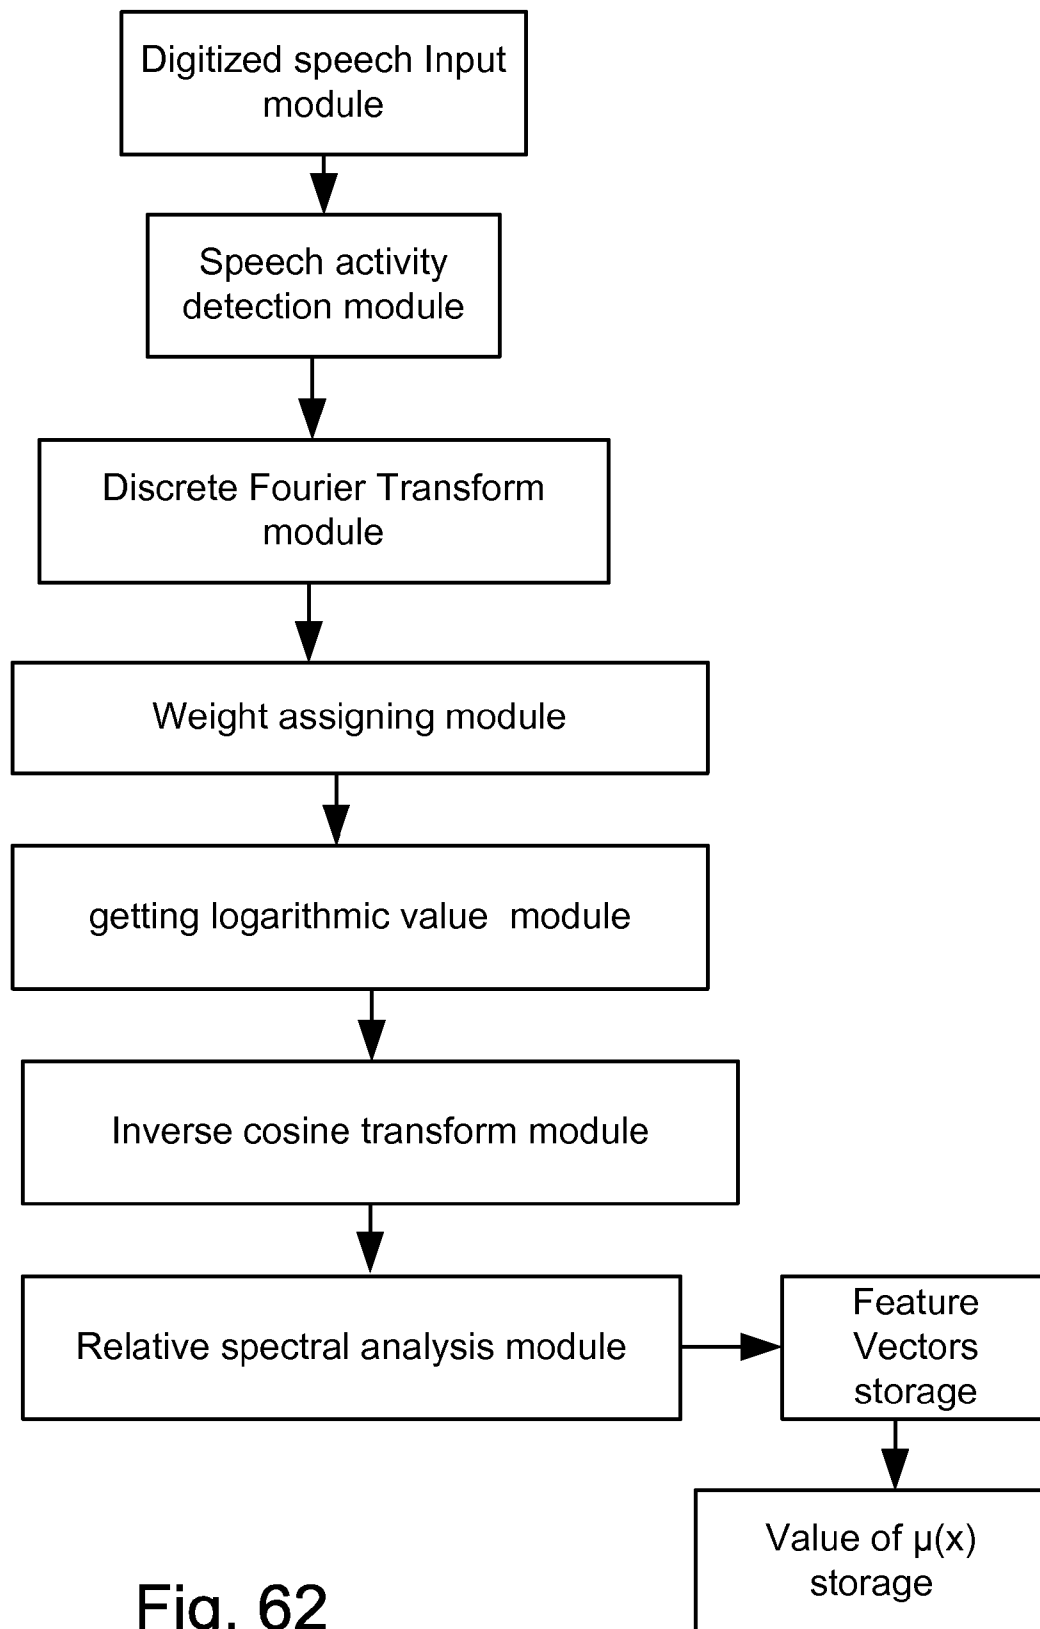 Digitized speech Input
module
Speech activity
detection module
Discrete Fourier Transform
module
Weight assigning module
getting logarithmic value  module
Inverse cosine transform module
Relative spectral analysis module
Feature
Vectors
storage
Value of µ(x)
storage
Fig. 62